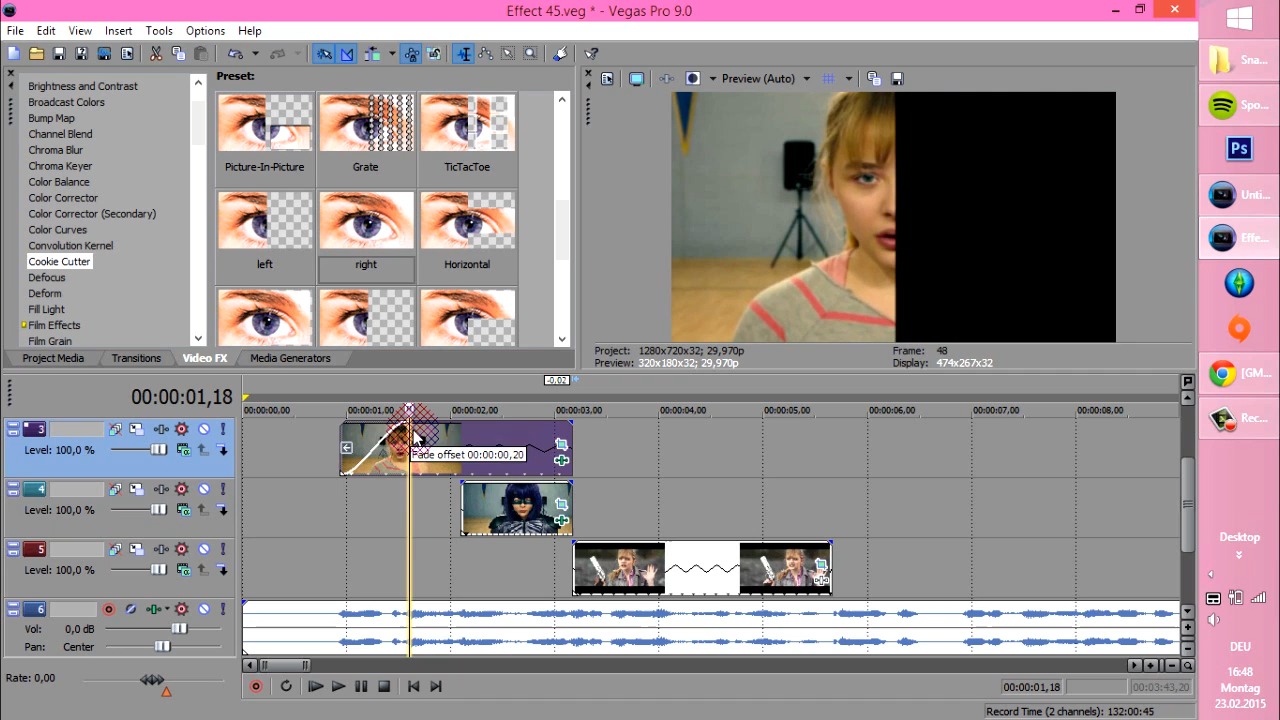 Effect 45.veg * - Vegas Pro 9.0
File Edit View Insert Tools Options Help
Brightness and Contrast
Broadcast Colors
Bump Map
Channel Blend
Chroma Blur
Chroma Keyer
Color Balance
Color Corrector
Color Corrector (Secondary)
Color Curves
Convolution Kernel
Cookie Cutter
Defocus
Deform
Fill Light
Film Effects
Film Grain
Preset:
Picture-In-Picture Grate TicTacToe
left right Horizontal
Project Media Transitions Video FX Media Generators
Preview (Auto)
Project: 1280x720x32; 29,970p Frame: 48
Preview: 320x180x32; 29,970p Display: 474x267x32
-0.02
00:00:01,18
00:00:00,00 00:00:01,00 00:00:02,00 00:00:03,00 00:00:04,00 00:00:05,00 00:00:06,00 00:00:07,00 00:00:08,00
3
Level: 100,0 %
Fade offset 00:00:00,20
4
Level: 100,0 %
5
Level: 100,0 %
6
Vol: 0,0 dB
Pan: Center
Rate: 0,00
00:00:01,18 00:03:43,20
Record Time (2 channels): 132:00:45
Sna...
Spo...
Ps
Unti...
Effe...
[GM...
Rec...
Desktop
DEU
16:48
Montag
23.02.2015